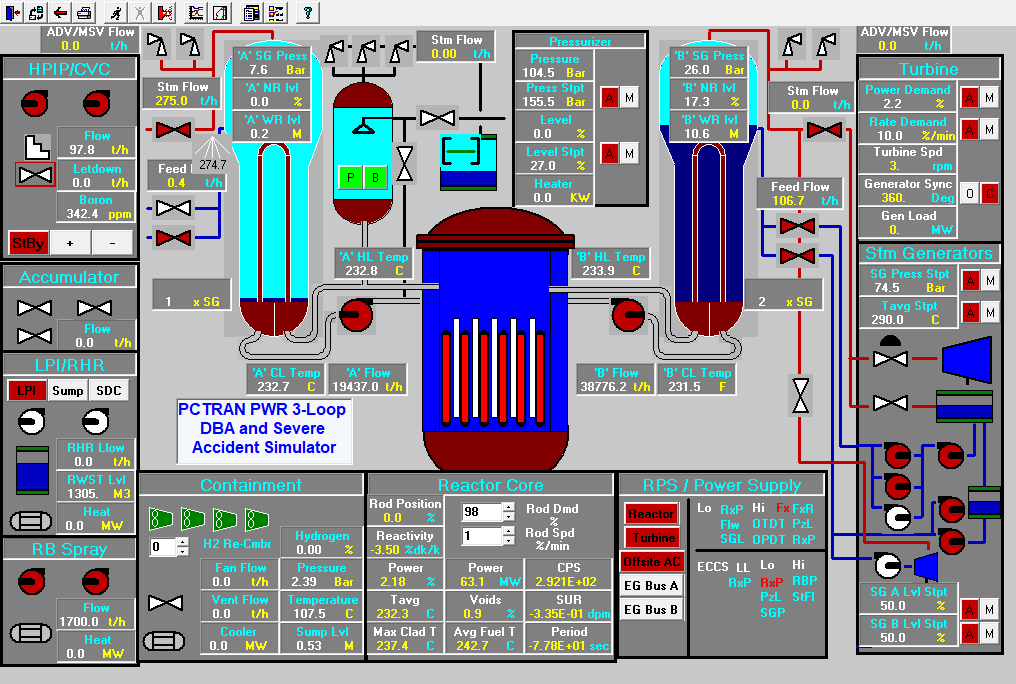 ADV/MSV Flow
0.0 t/h
HPIP/CVC
Flow
97.8 t/h
Letdown
0.0 t/h
Boron
342.4 ppm
StBy + -
Accumulator
Flow
0.0 t/h
LPI/RHR
LPI Sump SDC
RHR Llow
0.0 t/h
RWST Lvl
1305. M3
Heat
0.0 MW
RB Spray
Flow
1700.0 t/h
Heat
0.0 MW
Stm Flow
275.0 t/h
274.7
Feed
0.4 t/h
'A' SG Press
7.6 Bar
'A' NR lvl
0.0 %
'A' WR lvl
0.2 M
1 x SG
P B
Stm Flow
0.00 t/h
Pressurizer
Pressure
104.5 Bar
Press Stpt
155.5 Bar
A M
Level
0.0 %
Level Stpt
27.0 %
A M
Heater
0.0 KW
'B' SG Press
26.0 Bar
'B' NR lvl
17.3 %
'B' WR lvl
10.6 M
Stm Flow
0.0 t/h
Feed Flow
106.7 t/h
2 x SG
'A' HL Temp
232.8 C
'B' HL Temp
233.9 C
'A' CL Temp
232.7 C
'A' Flow
19437.0 t/h
'B' Flow
38776.2 t/h
'B' CL Temp
231.5 F
PCTRAN PWR 3-Loop
DBA and Severe
Accident Simulator
ADV/MSV Flow
0.0 t/h
Turbine
Power Demand
2.2 %
A M
Rate Demand
10.0 %/min
A M
Turbine Spd
3. rpm
Generator Sync
360. Deg
O C
Gen Load
0. MW
Stm Generators
SG Press Stpt
74.5 Bar
A M
Tavg Stpt
290.0 C
A M
SG A Lvl Stpt
50.0 %
A M
SG B Lvl Stpt
50.0 %
A M
Containment
0
H2 Re-Cmbr
Hydrogen
0.00 %
Fan Flow
0.0 t/h
Pressure
2.39 Bar
Vent Flow
0.0 t/h
Temperature
107.5 C
Cooler
0.0 MW
Sump Lvl
0.53 M
Reactor Core
Rod Position
0.0 %
98
Rod Dmd
%
Reactivity
-3.50 %dk/k
1
Rod Spd
%/min
Power
2.18 %
Power
63.1 MW
CPS
2.921E+02
Tavg
232.3 C
Voids
0.9 %
SUR
-3.35E-01 dpm
Max Clad T
237.4 C
Avg Fuel T
242.7 C
Period
-7.78E+01 sec
RPS / Power Supply
Reactor
Turbine
Offsite AC
EG Bus A
EG Bus B
Lo RxP Hi Fx FxR
Flw OTDT PzL
SGL OPDT RxP
ECCS LL Lo Hi
RxP RxP RBP
PzL StFl
SGP